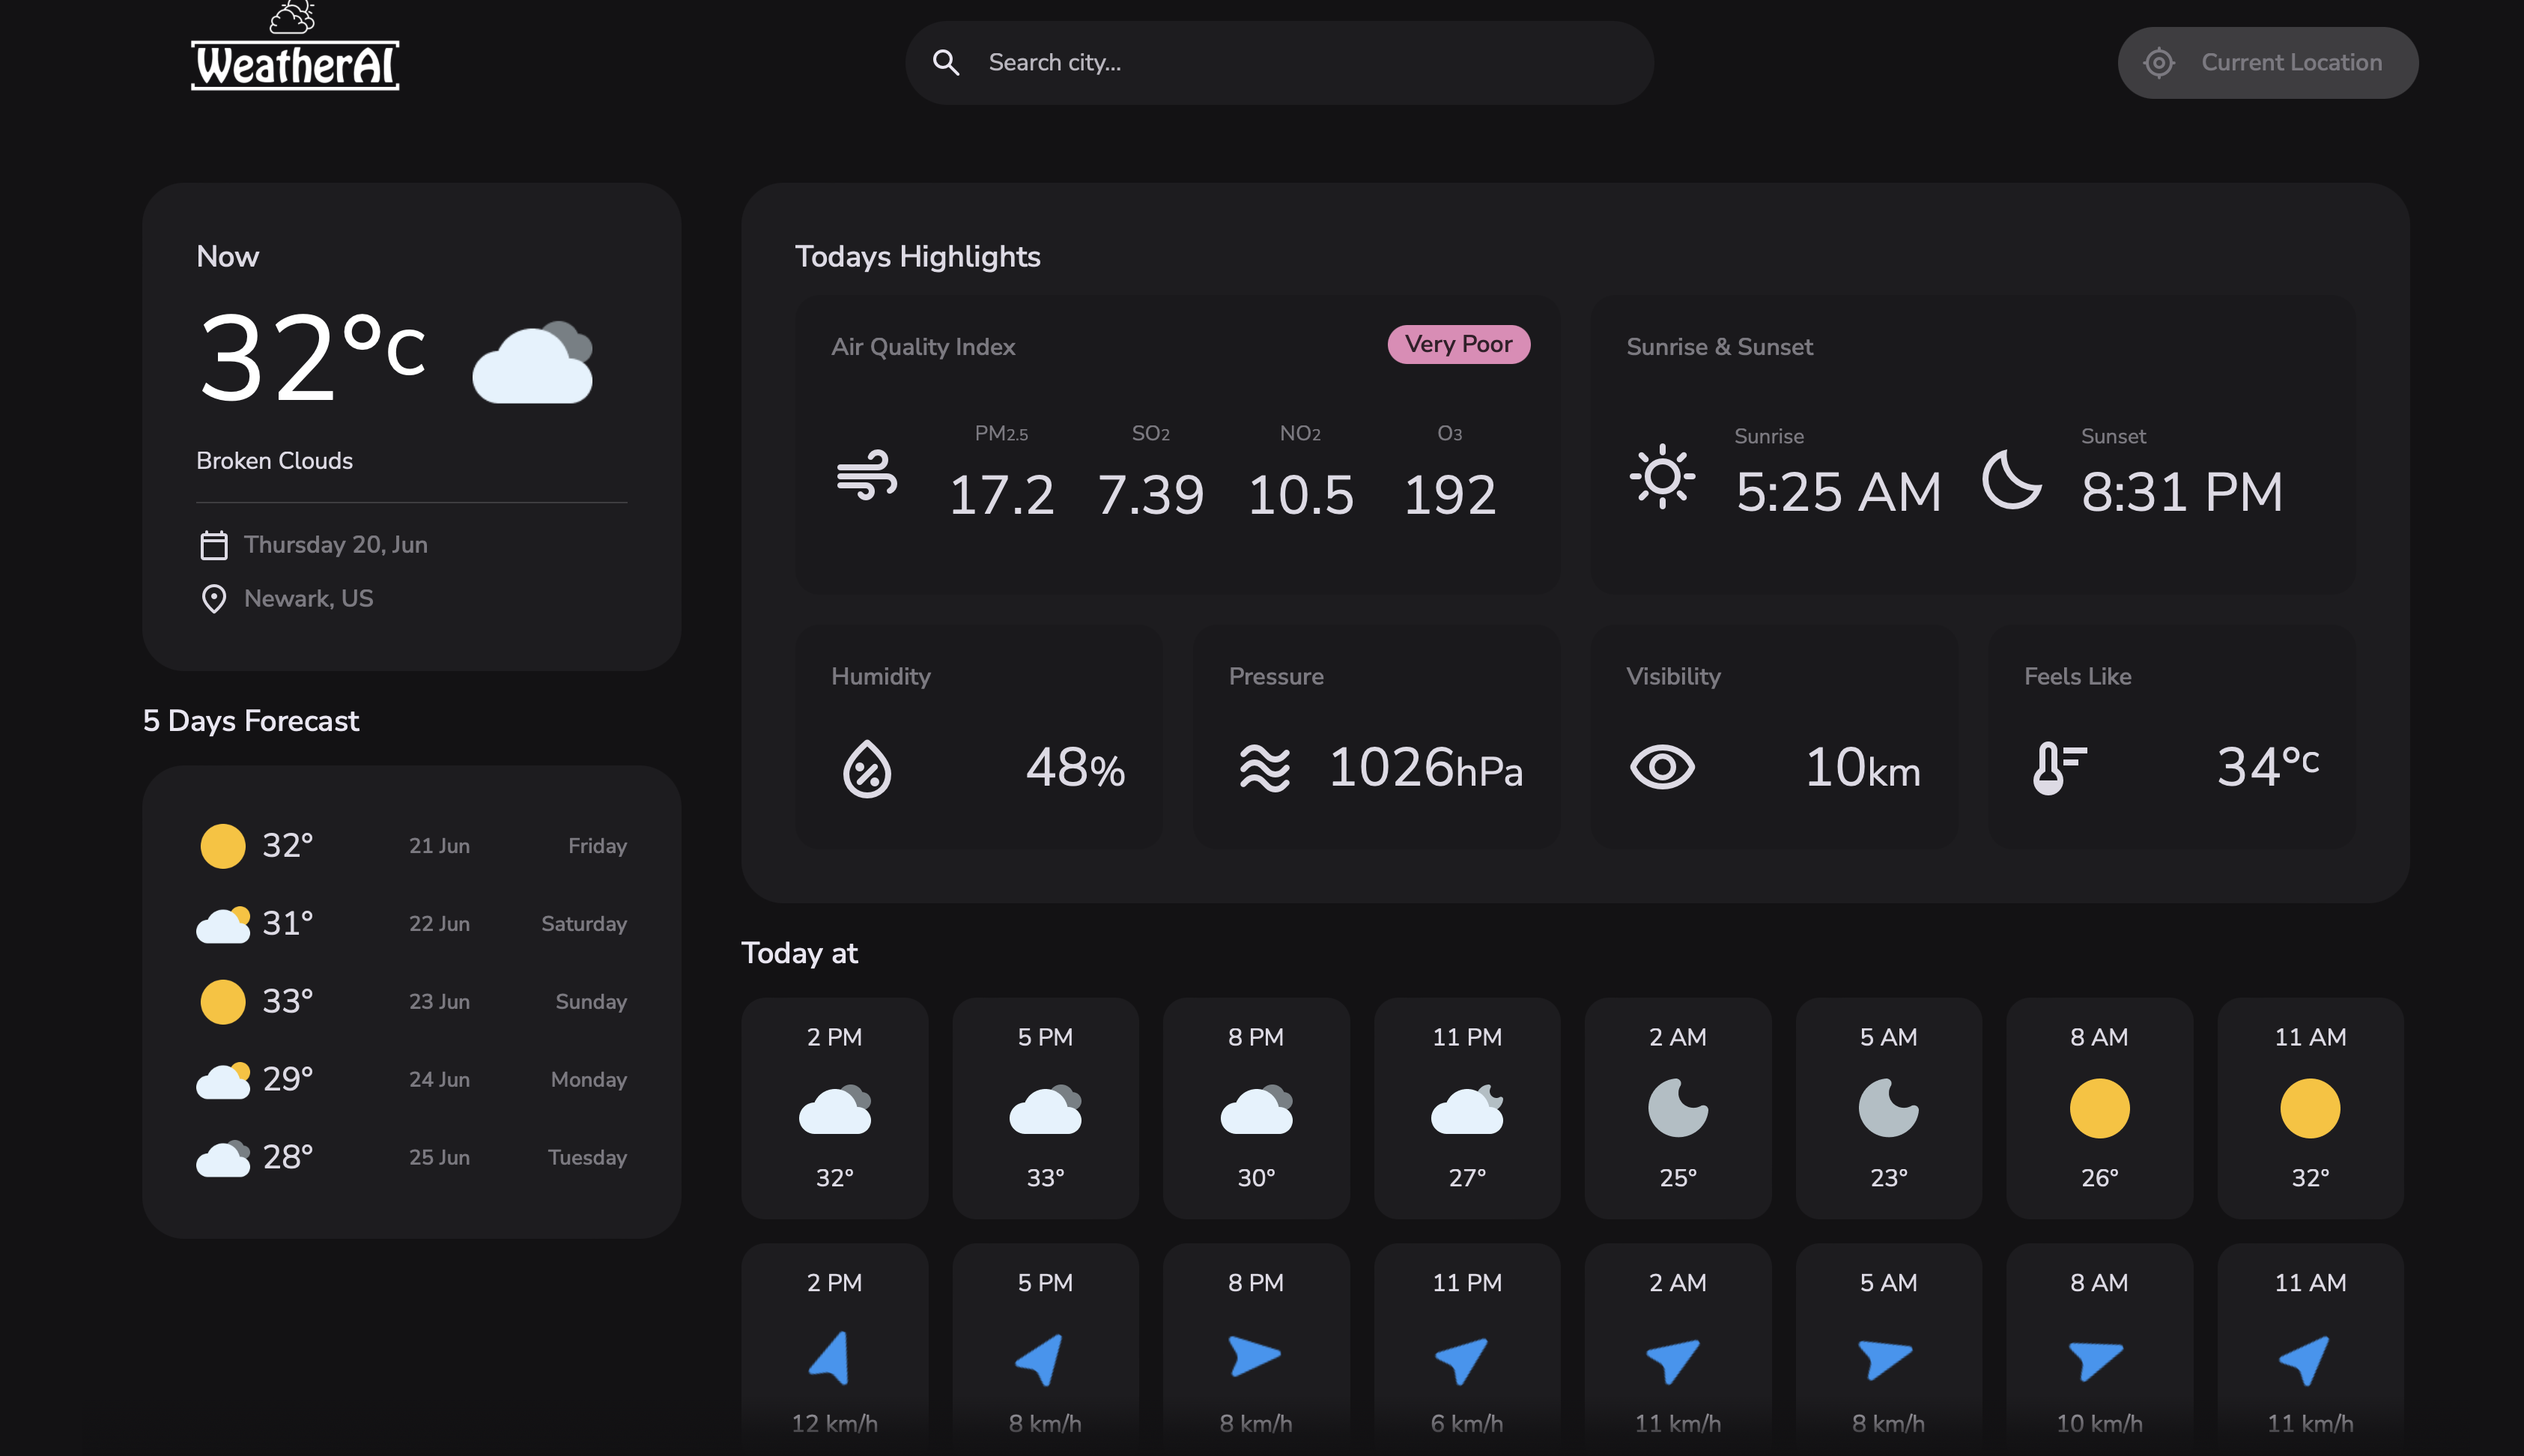 WeatherAI
Search city...
Current Location
Now
32°c
Broken Clouds
Thursday 20, Jun
Newark, US
5 Days Forecast
32° 21 Jun Friday
31° 22 Jun Saturday
33° 23 Jun Sunday
29° 24 Jun Monday
28° 25 Jun Tuesday
Todays Highlights
Air Quality Index
Very Poor
PM2.5 SO2 NO2 O3
17.2 7.39 10.5 192
Sunrise & Sunset
Sunrise
5:25 AM
Sunset
8:31 PM
Humidity
48%
Pressure
1026hPa
Visibility
10km
Feels Like
34°c
Today at
2 PM 5 PM 8 PM 11 PM 2 AM 5 AM 8 AM 11 AM
32° 33° 30° 27° 25° 23° 26° 32°
2 PM 5 PM 8 PM 11 PM 2 AM 5 AM 8 AM 11 AM
12 km/h 8 km/h 8 km/h 6 km/h 11 km/h 8 km/h 10 km/h 11 km/h